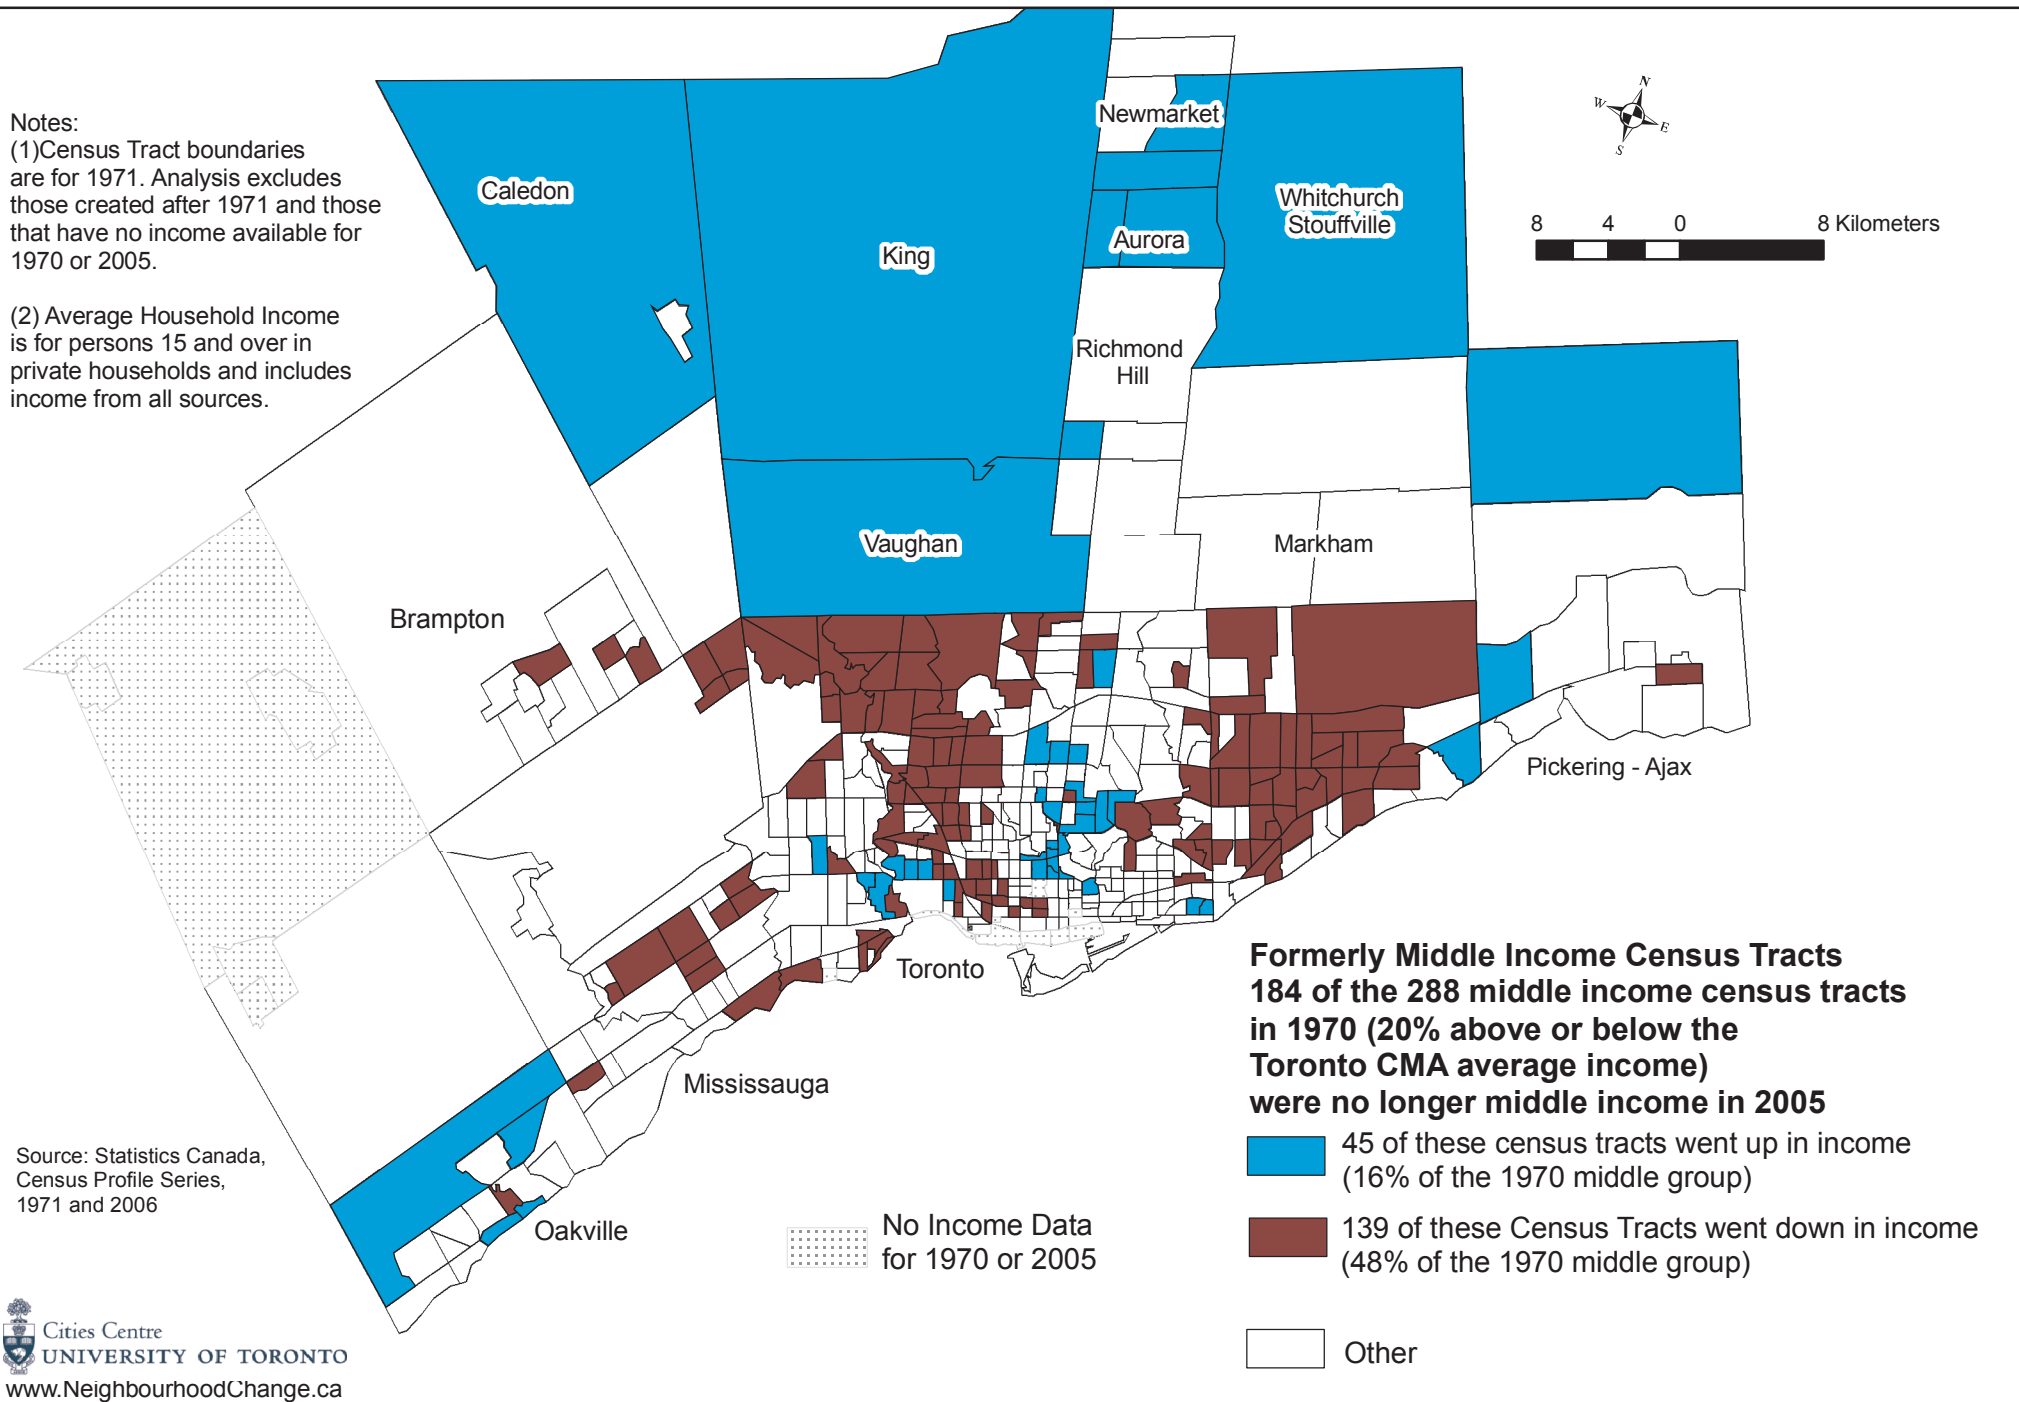 Notes:
(1)Census Tract boundaries
are for 1971. Analysis excludes
those created after 1971 and those
that have no income available for
1970 or 2005.
(2) Average Household Income
is for persons 15 and over in
private households and includes
income from all sources.
Caledon
King
Newmarket
Aurora
Whitchurch
Stouffville
Richmond
Hill
Vaughan
Markham
Brampton
Pickering - Ajax
Toronto
Mississauga
Oakville
N
W
E
S
8 4 0 8 Kilometers
Formerly Middle Income Census Tracts
184 of the 288 middle income census tracts
in 1970 (20% above or below the
Toronto CMA average income)
were no longer middle income in 2005
45 of these census tracts went up in income
(16% of the 1970 middle group)
139 of these Census Tracts went down in income
(48% of the 1970 middle group)
Other
No Income Data
for 1970 or 2005
Source: Statistics Canada,
Census Profile Series,
1971 and 2006
Cities Centre
UNIVERSITY OF TORONTO
www.NeighbourhoodChange.ca